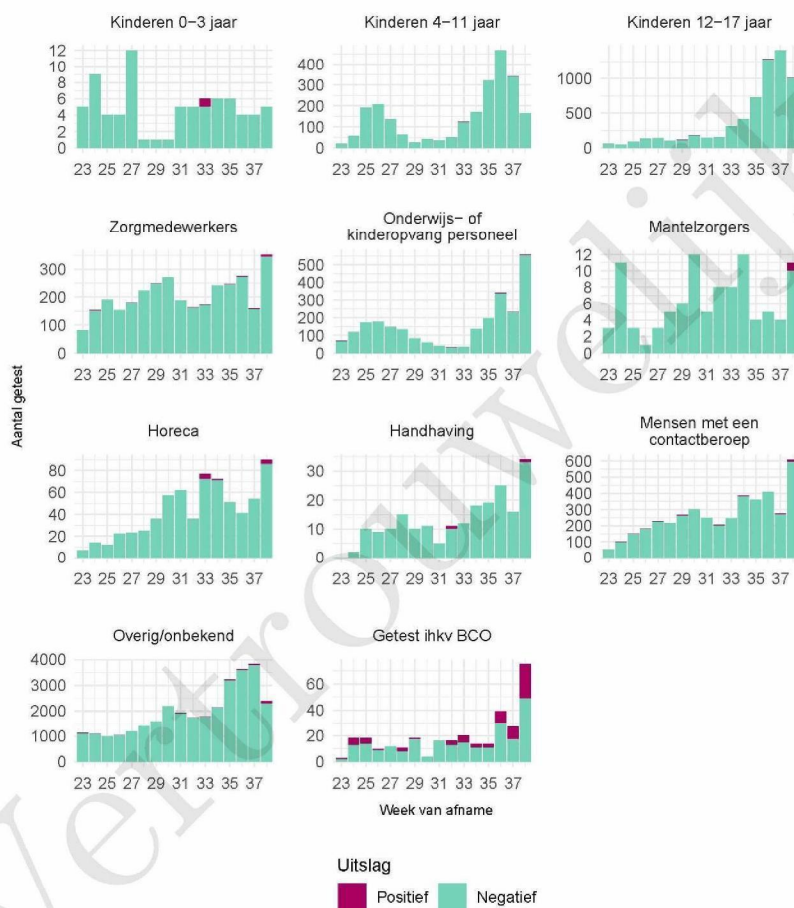 Kinderen 0–3 jaar
Kinderen 4–11 jaar
Kinderen 12–17 jaar
12
10
8
6
4
2
0
23 25 27 29 31 33 35 37
400
300
200
100
0
23 25 27 29 31 33 35 37
1000
500
0
23 25 27 29 31 33 35 37
Zorgmedewerkers
Onderwijs– of
kinderopvang personeel
Mantelzorgers
300
200
100
0
23 25 27 29 31 33 35 37
500
400
300
200
100
0
23 25 27 29 31 33 35 37
12
10
8
6
4
2
0
23 25 27 29 31 33 35 37
Aantal getest
Horeca
Handhaving
Mensen met een
contactberoep
80
60
40
20
0
23 25 27 29 31 33 35 37
30
20
10
0
23 25 27 29 31 33 35 37
600
500
400
300
200
100
0
23 25 27 29 31 33 35 37
Overig/onbekend
Getest ihkv BCO
4000
3000
2000
1000
0
23 25 27 29 31 33 35 37
60
40
20
0
23 25 27 29 31 33 35 37
Week van afname
Uitslag
Positief
Negatief
Vertrouwelijk